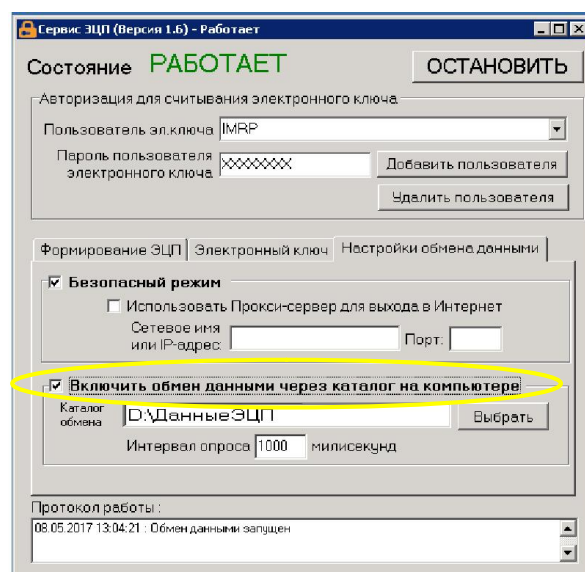 Сервис ЭЦП (Версия 1.6) - Работает
Состояние РАБОТАЕТ ОСТАНОВИТЬ
Авторизация для считывания электронного ключа
Пользователь эл.ключа IMRP
Пароль пользователя электронного ключа XXXXXXX Добавить пользователя
Удалить пользователя
Формирование ЭЦП Электронный ключ Настройки обмена данными
Безопасный режим
Использовать Прокси-сервер для выхода в Интернет
Сетевое имя или IP-адрес: Порт:
Включить обмен данными через каталог на компьютере
Каталог обмена D:\ДанныеЭЦП Выбрать
Интервал опроса 1000 милисекунд
Протокол работы :
08.05.2017 13:04:21 : Обмен данными запущен